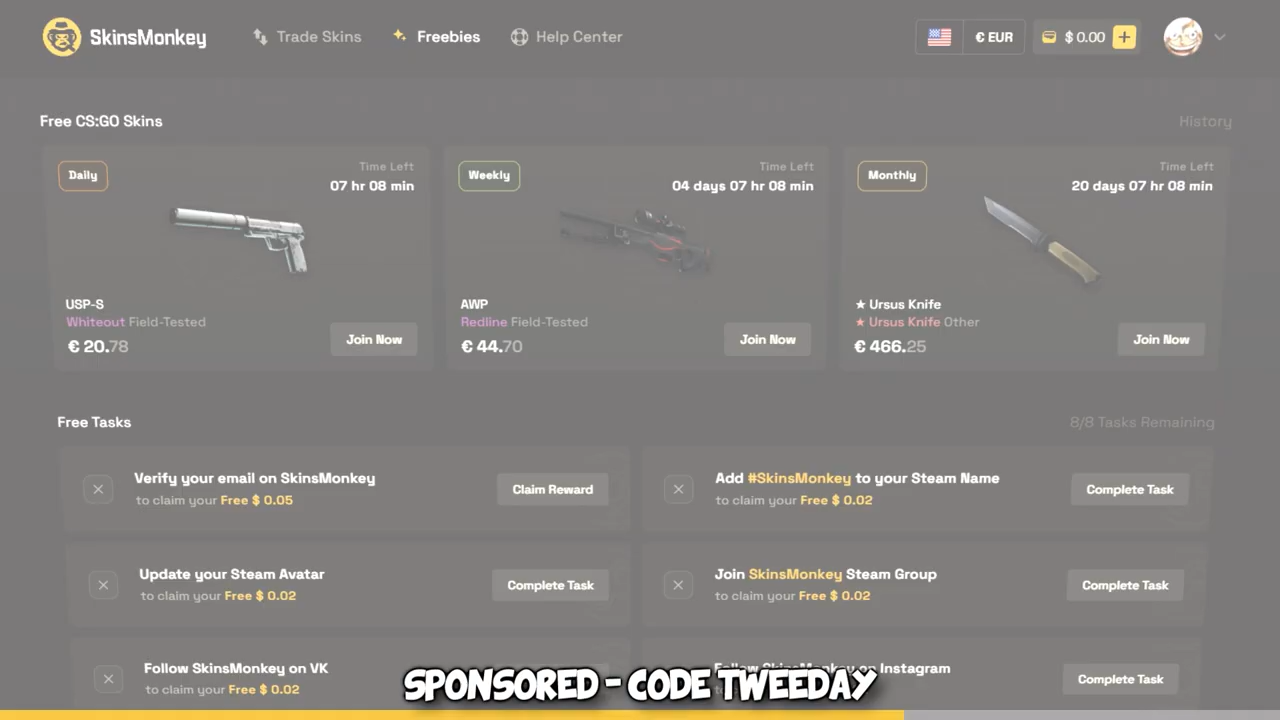 SkinsMonkey Trade Skins Freebies Help Center € EUR $ 0.00 +
Free CS:GO Skins History
Daily Time Left
07 hr 08 min
USP-S
Whiteout Field-Tested
€ 20.78 Join Now
Weekly Time Left
04 days 07 hr 08 min
AWP
Redline Field-Tested
€ 44.70 Join Now
Monthly Time Left
20 days 07 hr 08 min
★ Ursus Knife
★ Ursus Knife Other
€ 466.25 Join Now
Free Tasks 8/8 Tasks Remaining
Verify your email on SkinsMonkey
to claim your Free $ 0.05
Claim Reward
Add #SkinsMonkey to your Steam Name
to claim your Free $ 0.02
Complete Task
Update your Steam Avatar
to claim your Free $ 0.02
Complete Task
Join SkinsMonkey Steam Group
to claim your Free $ 0.02
Complete Task
Follow SkinsMonkey on VK
to claim your Free $ 0.02
Follow SkinsMonkey on Instagram
Complete Task
SPONSORED - CODE TWEEDAY